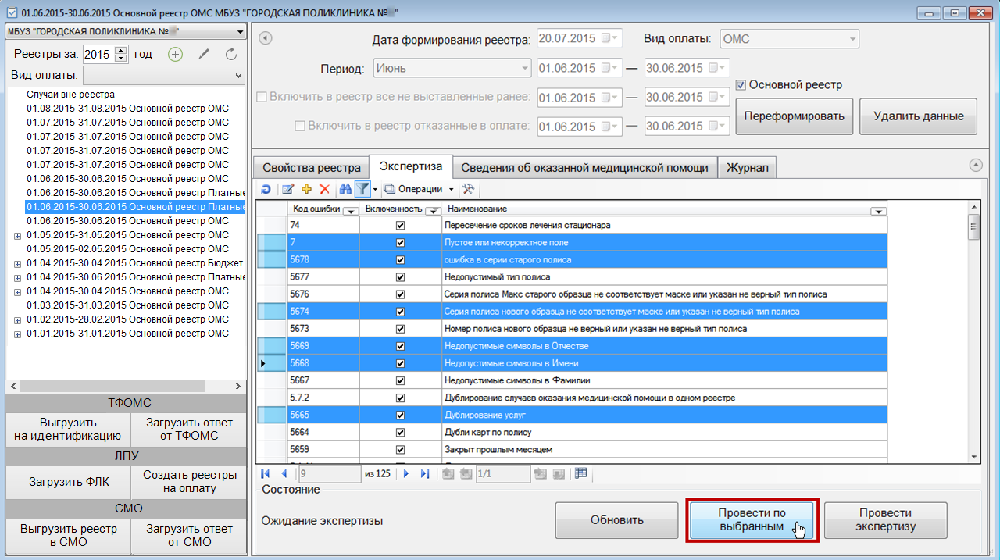 01.06.2015-30.06.2015 Основной реестр ОМС МБУЗ "ГОРОДСКАЯ ПОЛИКЛИНИКА № "
МБУЗ "ГОРОДСКАЯ ПОЛИКЛИНИКА № "
Реестры за: 2015 год
Вид оплаты:
Случаи вне реестра
01.08.2015-31.08.2015 Основной реестр ОМС
01.07.2015-31.07.2015 Основной реестр ОМС
01.07.2015-31.07.2015 Основной реестр ОМС
01.07.2015-31.07.2015 Основной реестр ОМС
01.07.2015-31.07.2015 Основной реестр ОМС
01.06.2015-30.06.2015 Основной реестр ОМС
01.06.2015-30.06.2015 Основной реестр Платные
01.06.2015-30.06.2015 Основной реестр Платные
01.06.2015-30.06.2015 Основной реестр ОМС
01.05.2015-31.05.2015 Основной реестр ОМС
01.05.2015-02.05.2015 Основной реестр ОМС
01.04.2015-30.04.2015 Основной реестр Бюджет
01.04.2015-30.06.2015 Основной реестр Платные
01.04.2015-30.04.2015 Основной реестр ОМС
01.03.2015-31.03.2015 Основной реестр ОМС
01.02.2015-28.02.2015 Основной реестр ОМС
01.01.2015-31.01.2015 Основной реестр ОМС
ТФОМС
Выгрузить
на идентификацию
Загрузить ответ
от ТФОМС
ЛПУ
Загрузить ФЛК
Создать реестры
на оплату
СМО
Выгрузить реестр
в СМО
Загрузить ответ
от СМО
Дата формирования реестра: 20.07.2015 Вид оплаты: ОМС
Период: Июнь 01.06.2015 — 30.06.2015
Основной реестр
Включить в реестр все не выставленные ранее: 01.06.2015 — 30.06.2015
Включить в реестр отказанные в оплате: 01.06.2015 — 30.06.2015
Переформировать
Удалить данные
Свойства реестра Экспертиза Сведения об оказанной медицинской помощи Журнал
Операции
Код ошибки Включенность Наименование
74 Пересечение сроков лечения стационара
7 Пустое или некорректное поле
5678 ошибка в серии старого полиса
5677 Недопустимый тип полиса
5676 Серия полиса Макс старого образца не соответствует маске или указан не верный тип полиса
5674 Серия полиса нового образца не соответствует маске или указан не верный тип полиса
5673 Номер полиса нового образца не верный или указан не верный тип полиса
5669 Недопустимые символы в Отчестве
5668 Недопустимые символы в Имени
5667 Недопустимые символы в Фамилии
5.7.2 Дублирование случаев оказания медицинской помощи в одном реестре
5665 Дублирование услуг
5664 Дубли карт по полису
5659 Закрыт прошлым месяцем
9 из 125 1/1
Состояние
Ожидание экспертизы
Обновить
Провести по
выбранным
Провести
экспертизу